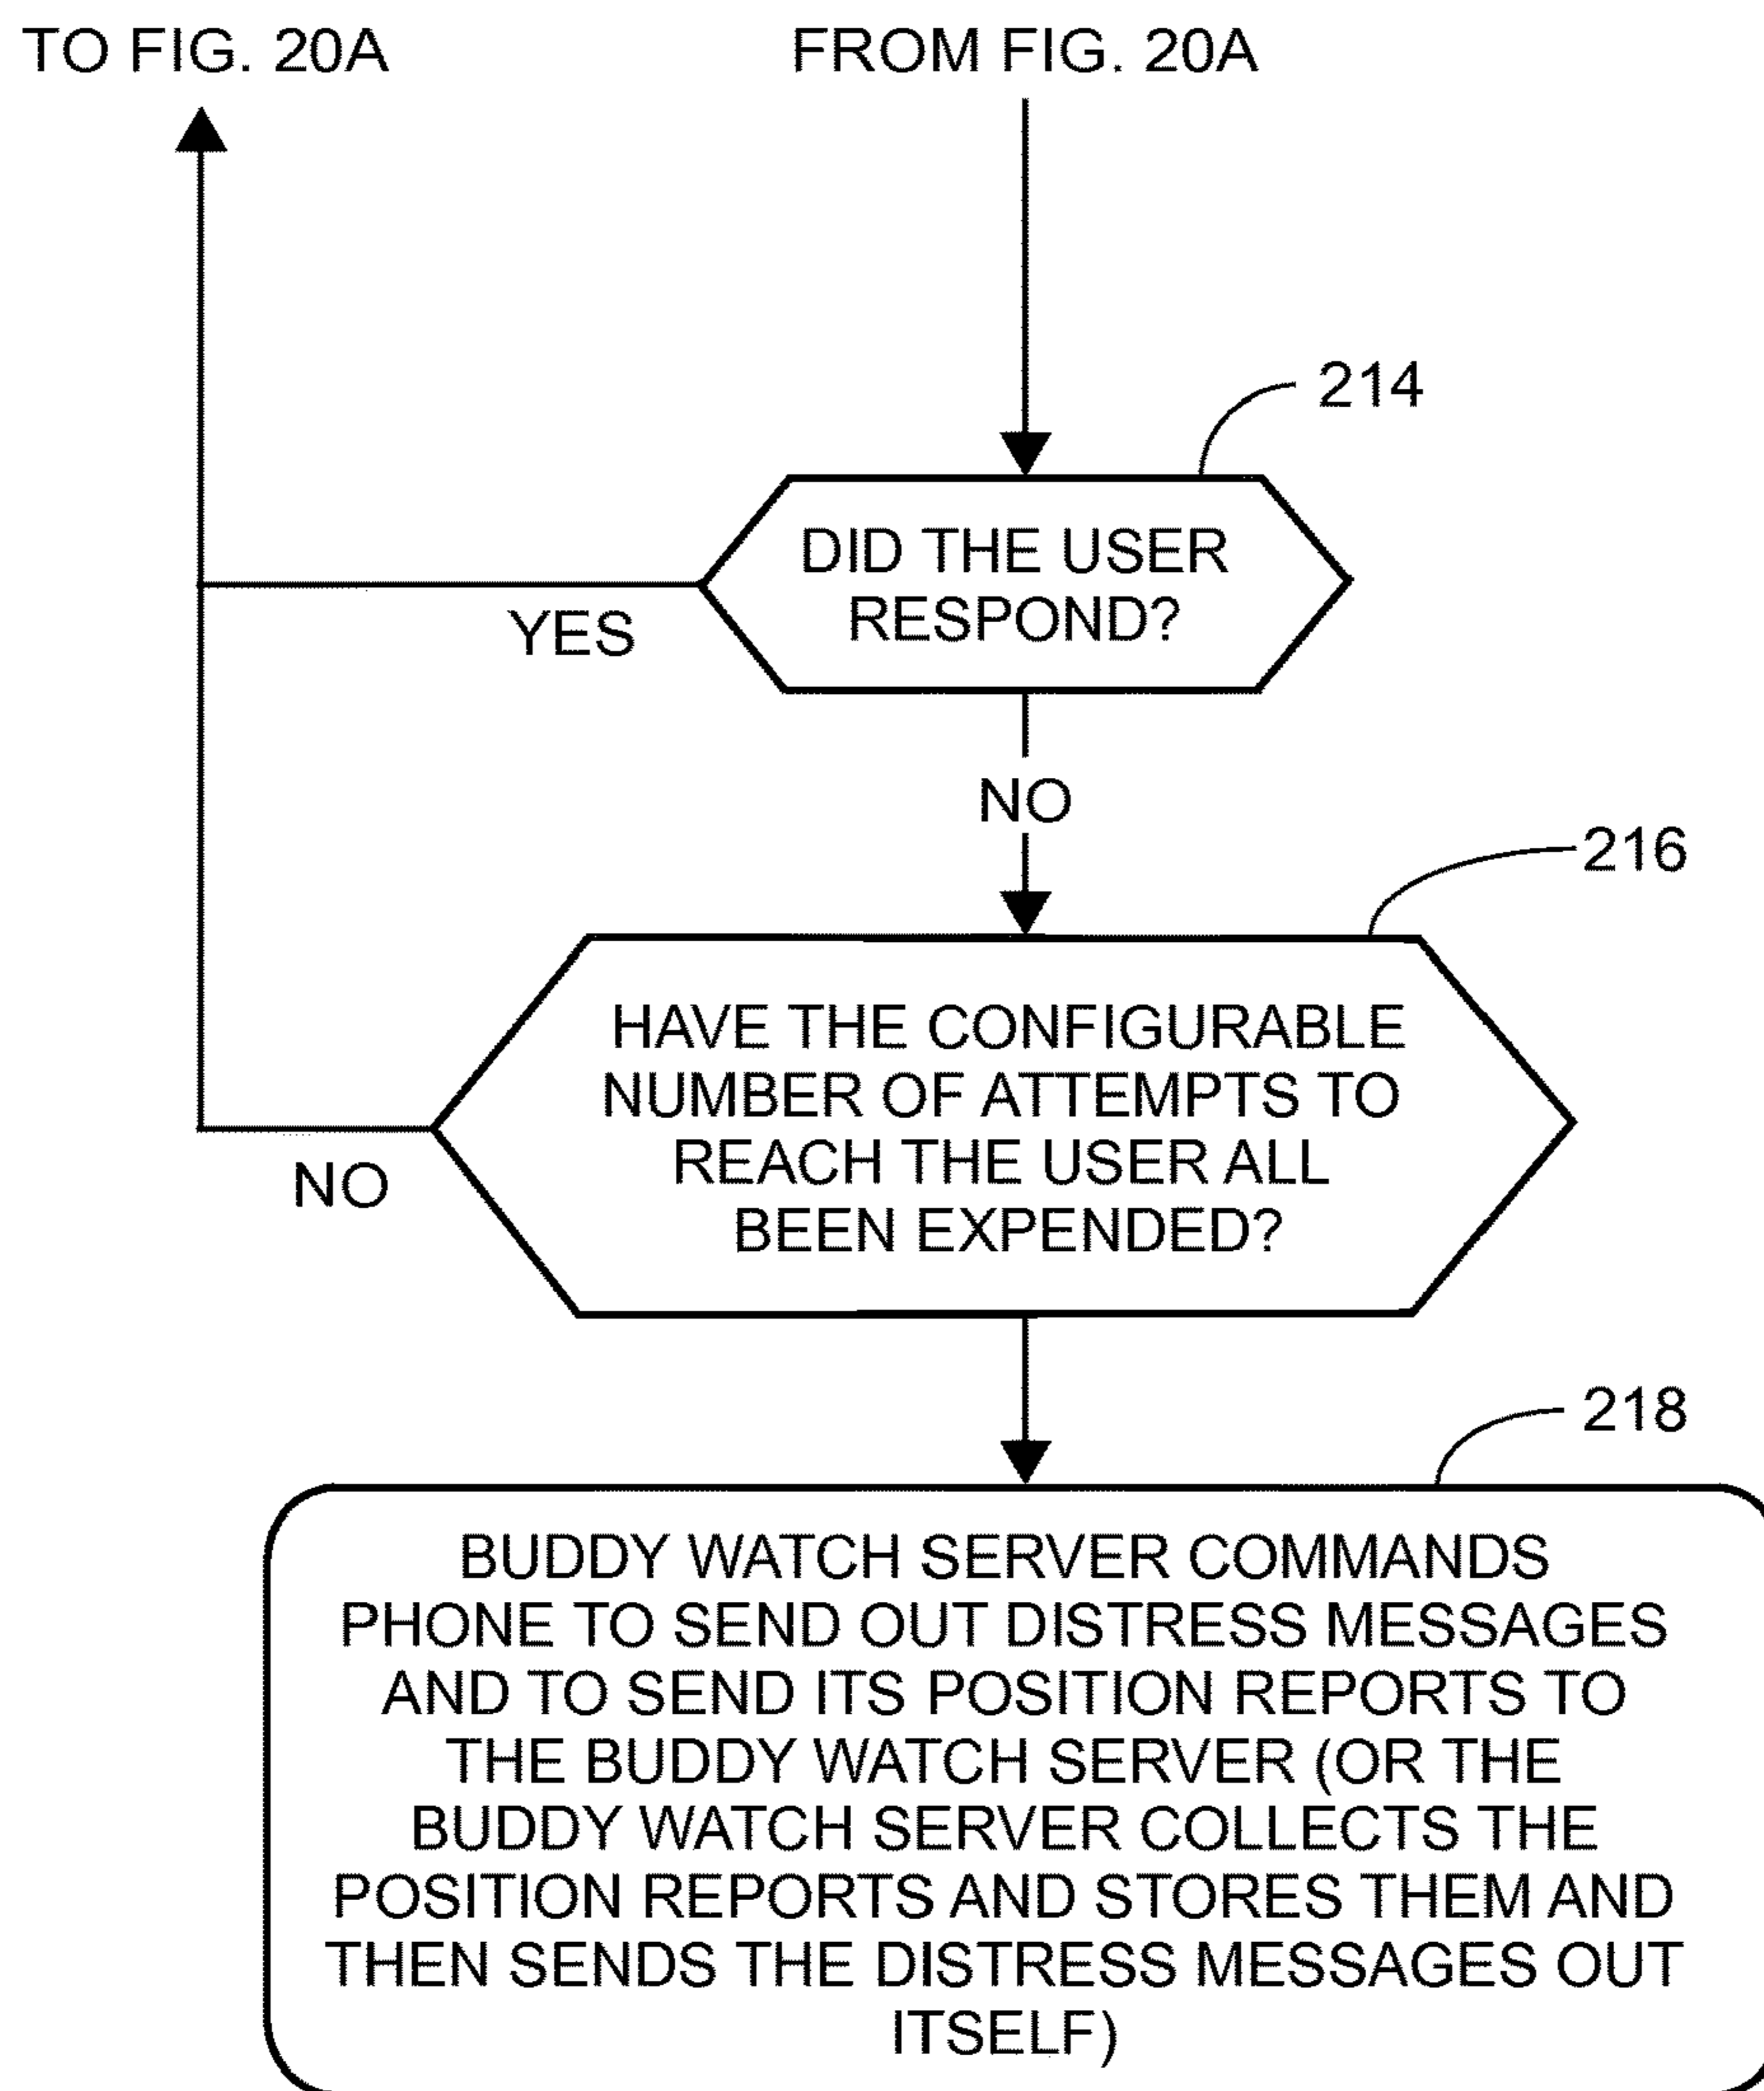 TO FIG. 20A
FROM FIG. 20A
214
DID THE USER
RESPOND?
YES
NO
216
HAVE THE CONFIGURABLE
NUMBER OF ATTEMPTS TO
REACH THE USER ALL
BEEN EXPENDED?
NO
218
BUDDY WATCH SERVER COMMANDS
PHONE TO SEND OUT DISTRESS MESSAGES
AND TO SEND ITS POSITION REPORTS TO
THE BUDDY WATCH SERVER (OR THE
BUDDY WATCH SERVER COLLECTS THE
POSITION REPORTS AND STORES THEM AND
THEN SENDS THE DISTRESS MESSAGES OUT
ITSELF)